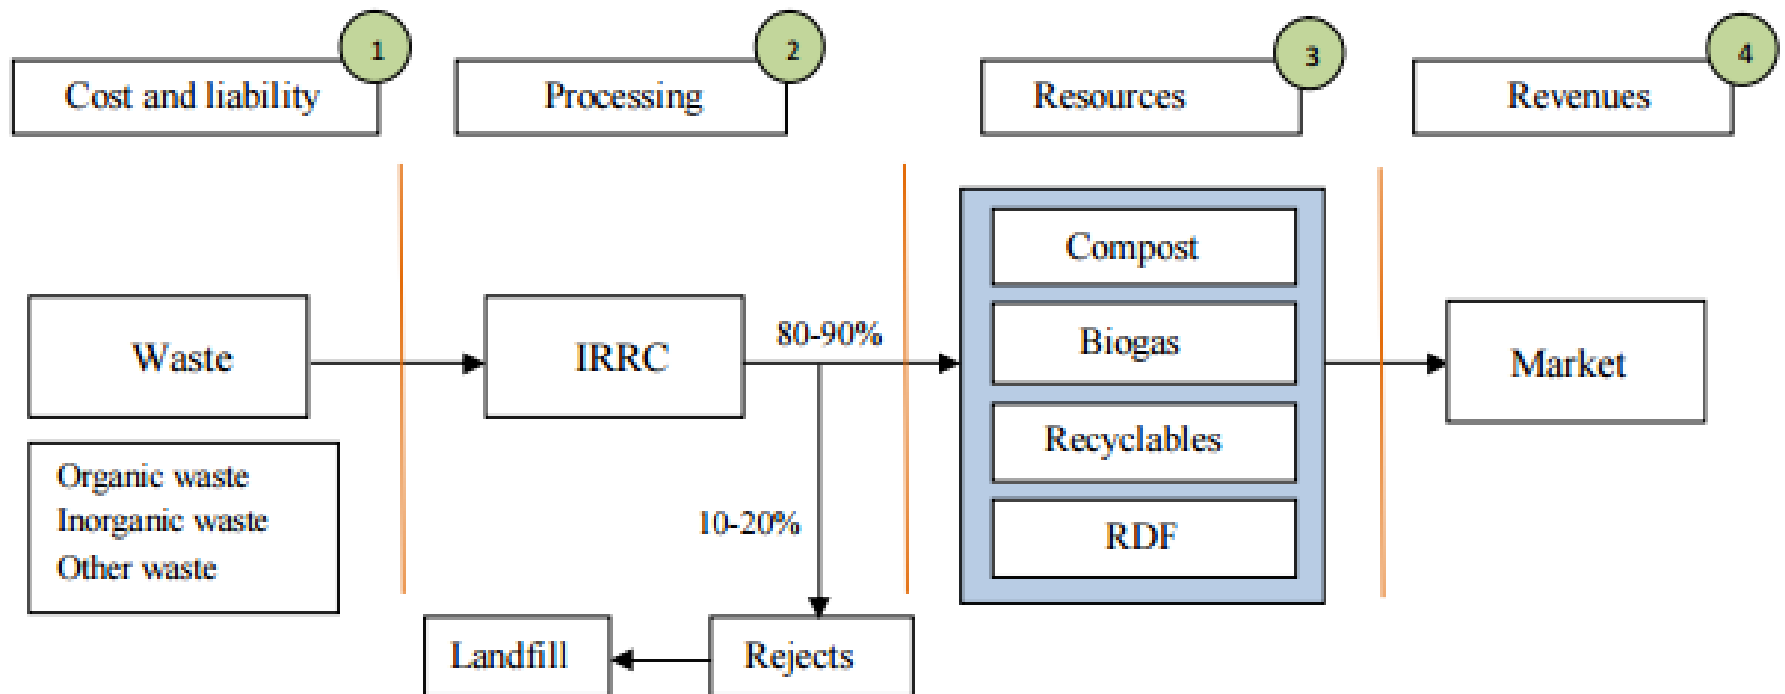 1
2
3
4
Cost and liability
Processing
Resources
Revenues
Waste
IRRC
80-90%
Compost
Biogas
Recyclables
RDF
Market
Organic waste
Inorganic waste
Other waste
10-20%
Landfill
Rejects